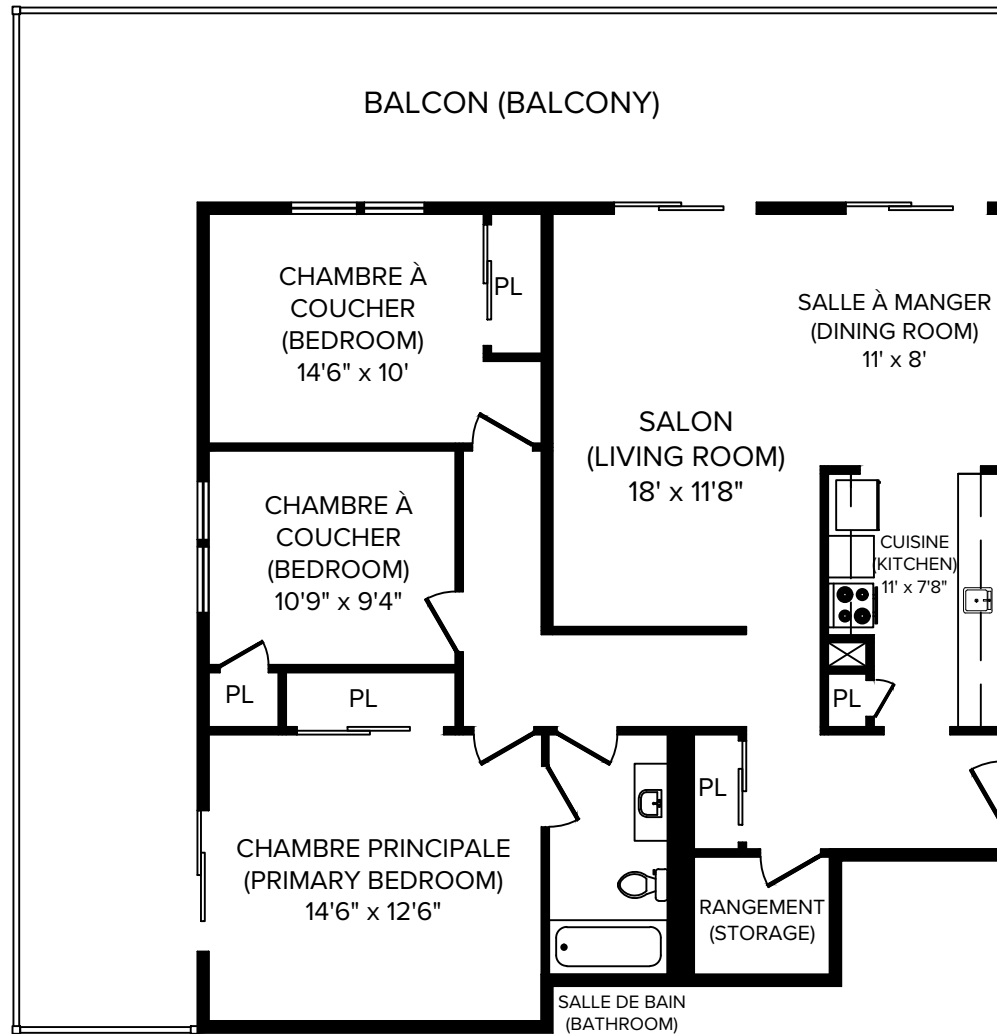 BALCON (BALCONY)
CHAMBRE À
COUCHER
(BEDROOM)
14'6" x 10'
PL
SALLE À MANGER
(DINING ROOM)
11' x 8'
SALON
(LIVING ROOM)
18' x 11'8"
CHAMBRE À
COUCHER
(BEDROOM)
10'9" x 9'4"
CUISINE
(KITCHEN)
11' x 7'8"
PL
PL
PL
PL
CHAMBRE PRINCIPALE
(PRIMARY BEDROOM)
14'6" x 12'6"
RANGEMENT
(STORAGE)
SALLE DE BAIN
(BATHROOM)